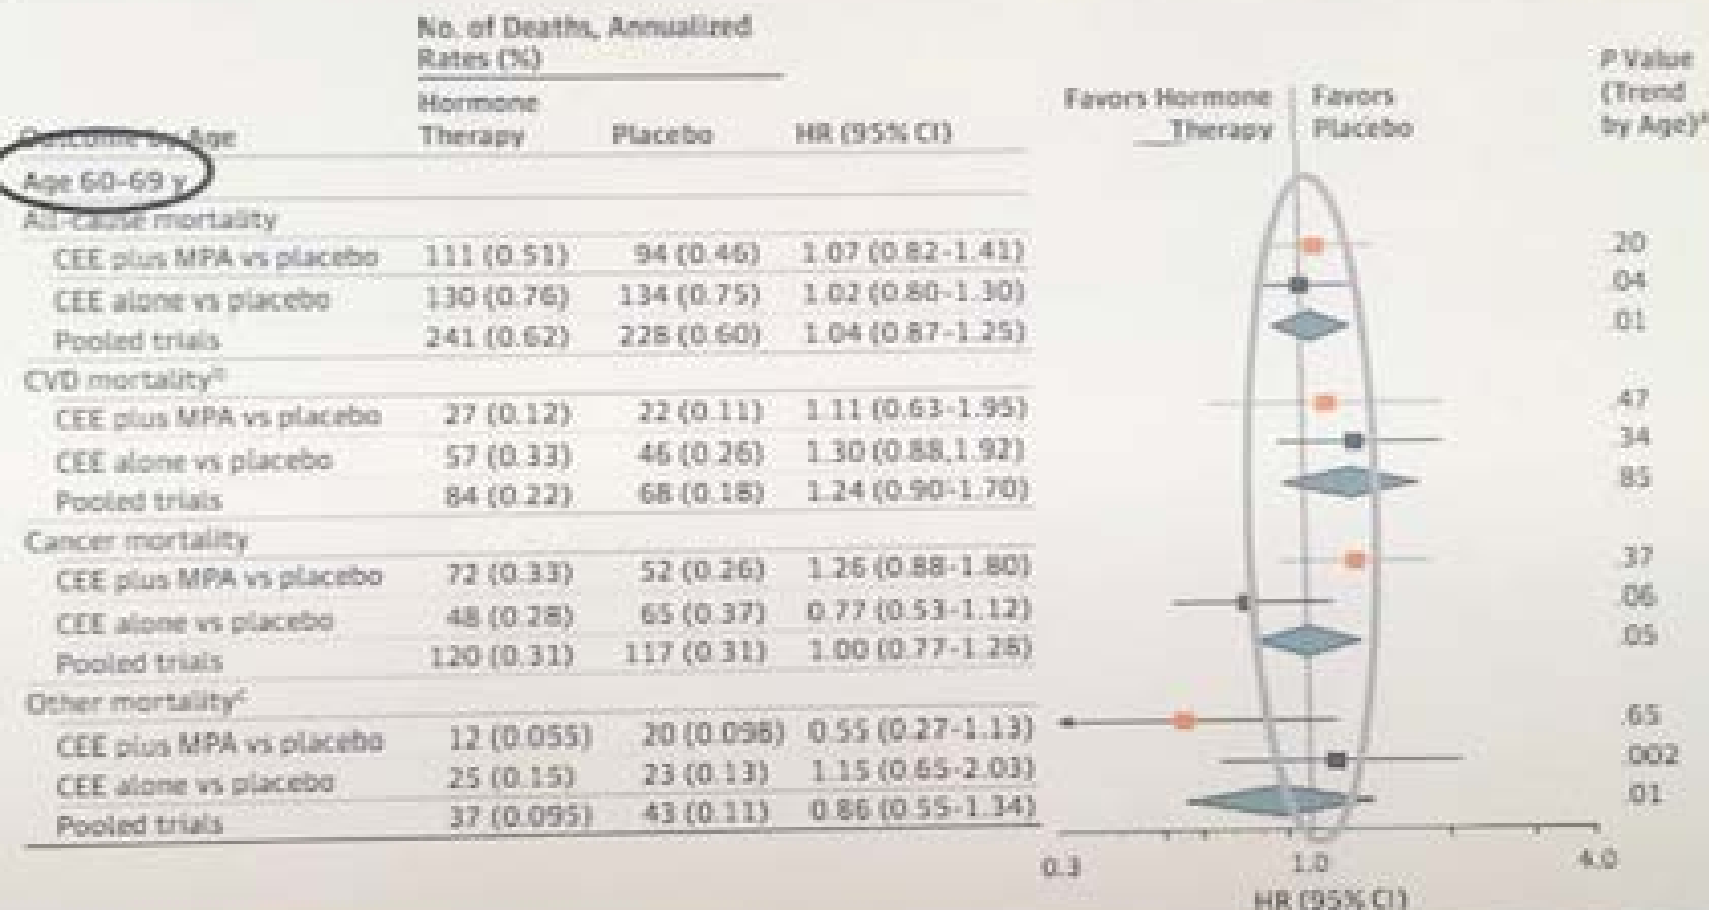 No. of Deaths, Annualized
Rates (%)
Hormone
Therapy
Placebo
HR (95% CI)
Favors Hormone
Therapy
Favors
Placebo
P Value
(Trend
by Age)ª
Outcome by Age
Age 60-69 y
All-cause mortality
CEE plus MPA vs placebo 111 (0.51) 94 (0.46) 1.07 (0.82-1.41) .20
CEE alone vs placebo 130 (0.76) 134 (0.75) 1.02 (0.80-1.30) .04
Pooled trials 241 (0.62) 228 (0.60) 1.04 (0.87-1.25) .01
CVD mortality
CEE plus MPA vs placebo 27 (0.12) 22 (0.11) 1.11 (0.63-1.95) .47
CEE alone vs placebo 57 (0.33) 46 (0.26) 1.30 (0.88,1.92) .34
Pooled trials 84 (0.22) 68 (0.18) 1.24 (0.90-1.70) .85
Cancer mortality
CEE plus MPA vs placebo 72 (0.33) 52 (0.26) 1.26 (0.88-1.80) .37
CEE alone vs placebo 48 (0.28) 65 (0.37) 0.77 (0.53-1.12) .06
Pooled trials 120 (0.31) 117 (0.31) 1.00 (0.77-1.28) .05
Other mortalityᶜ
CEE plus MPA vs placebo 12 (0.055) 20 (0.098) 0.55 (0.27-1.13) .65
CEE alone vs placebo 25 (0.15) 23 (0.13) 1.15 (0.65-2.03) .002
Pooled trials 37 (0.095) 43 (0.11) 0.86 (0.55-1.34) .01
0.3 1.0 4.0
HR (95% CI)